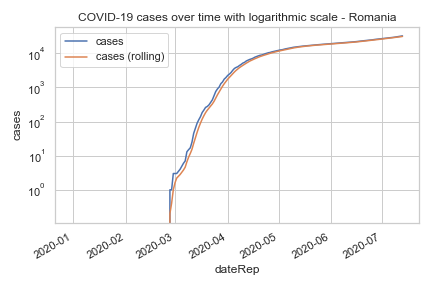 COVID-19 cases over time with logarithmic scale - Romania
cases
cases (rolling)
10⁴
10³
10²
10¹
10⁰
cases
2020-01
2020-02
2020-03
2020-04
2020-05
2020-06
2020-07
dateRep